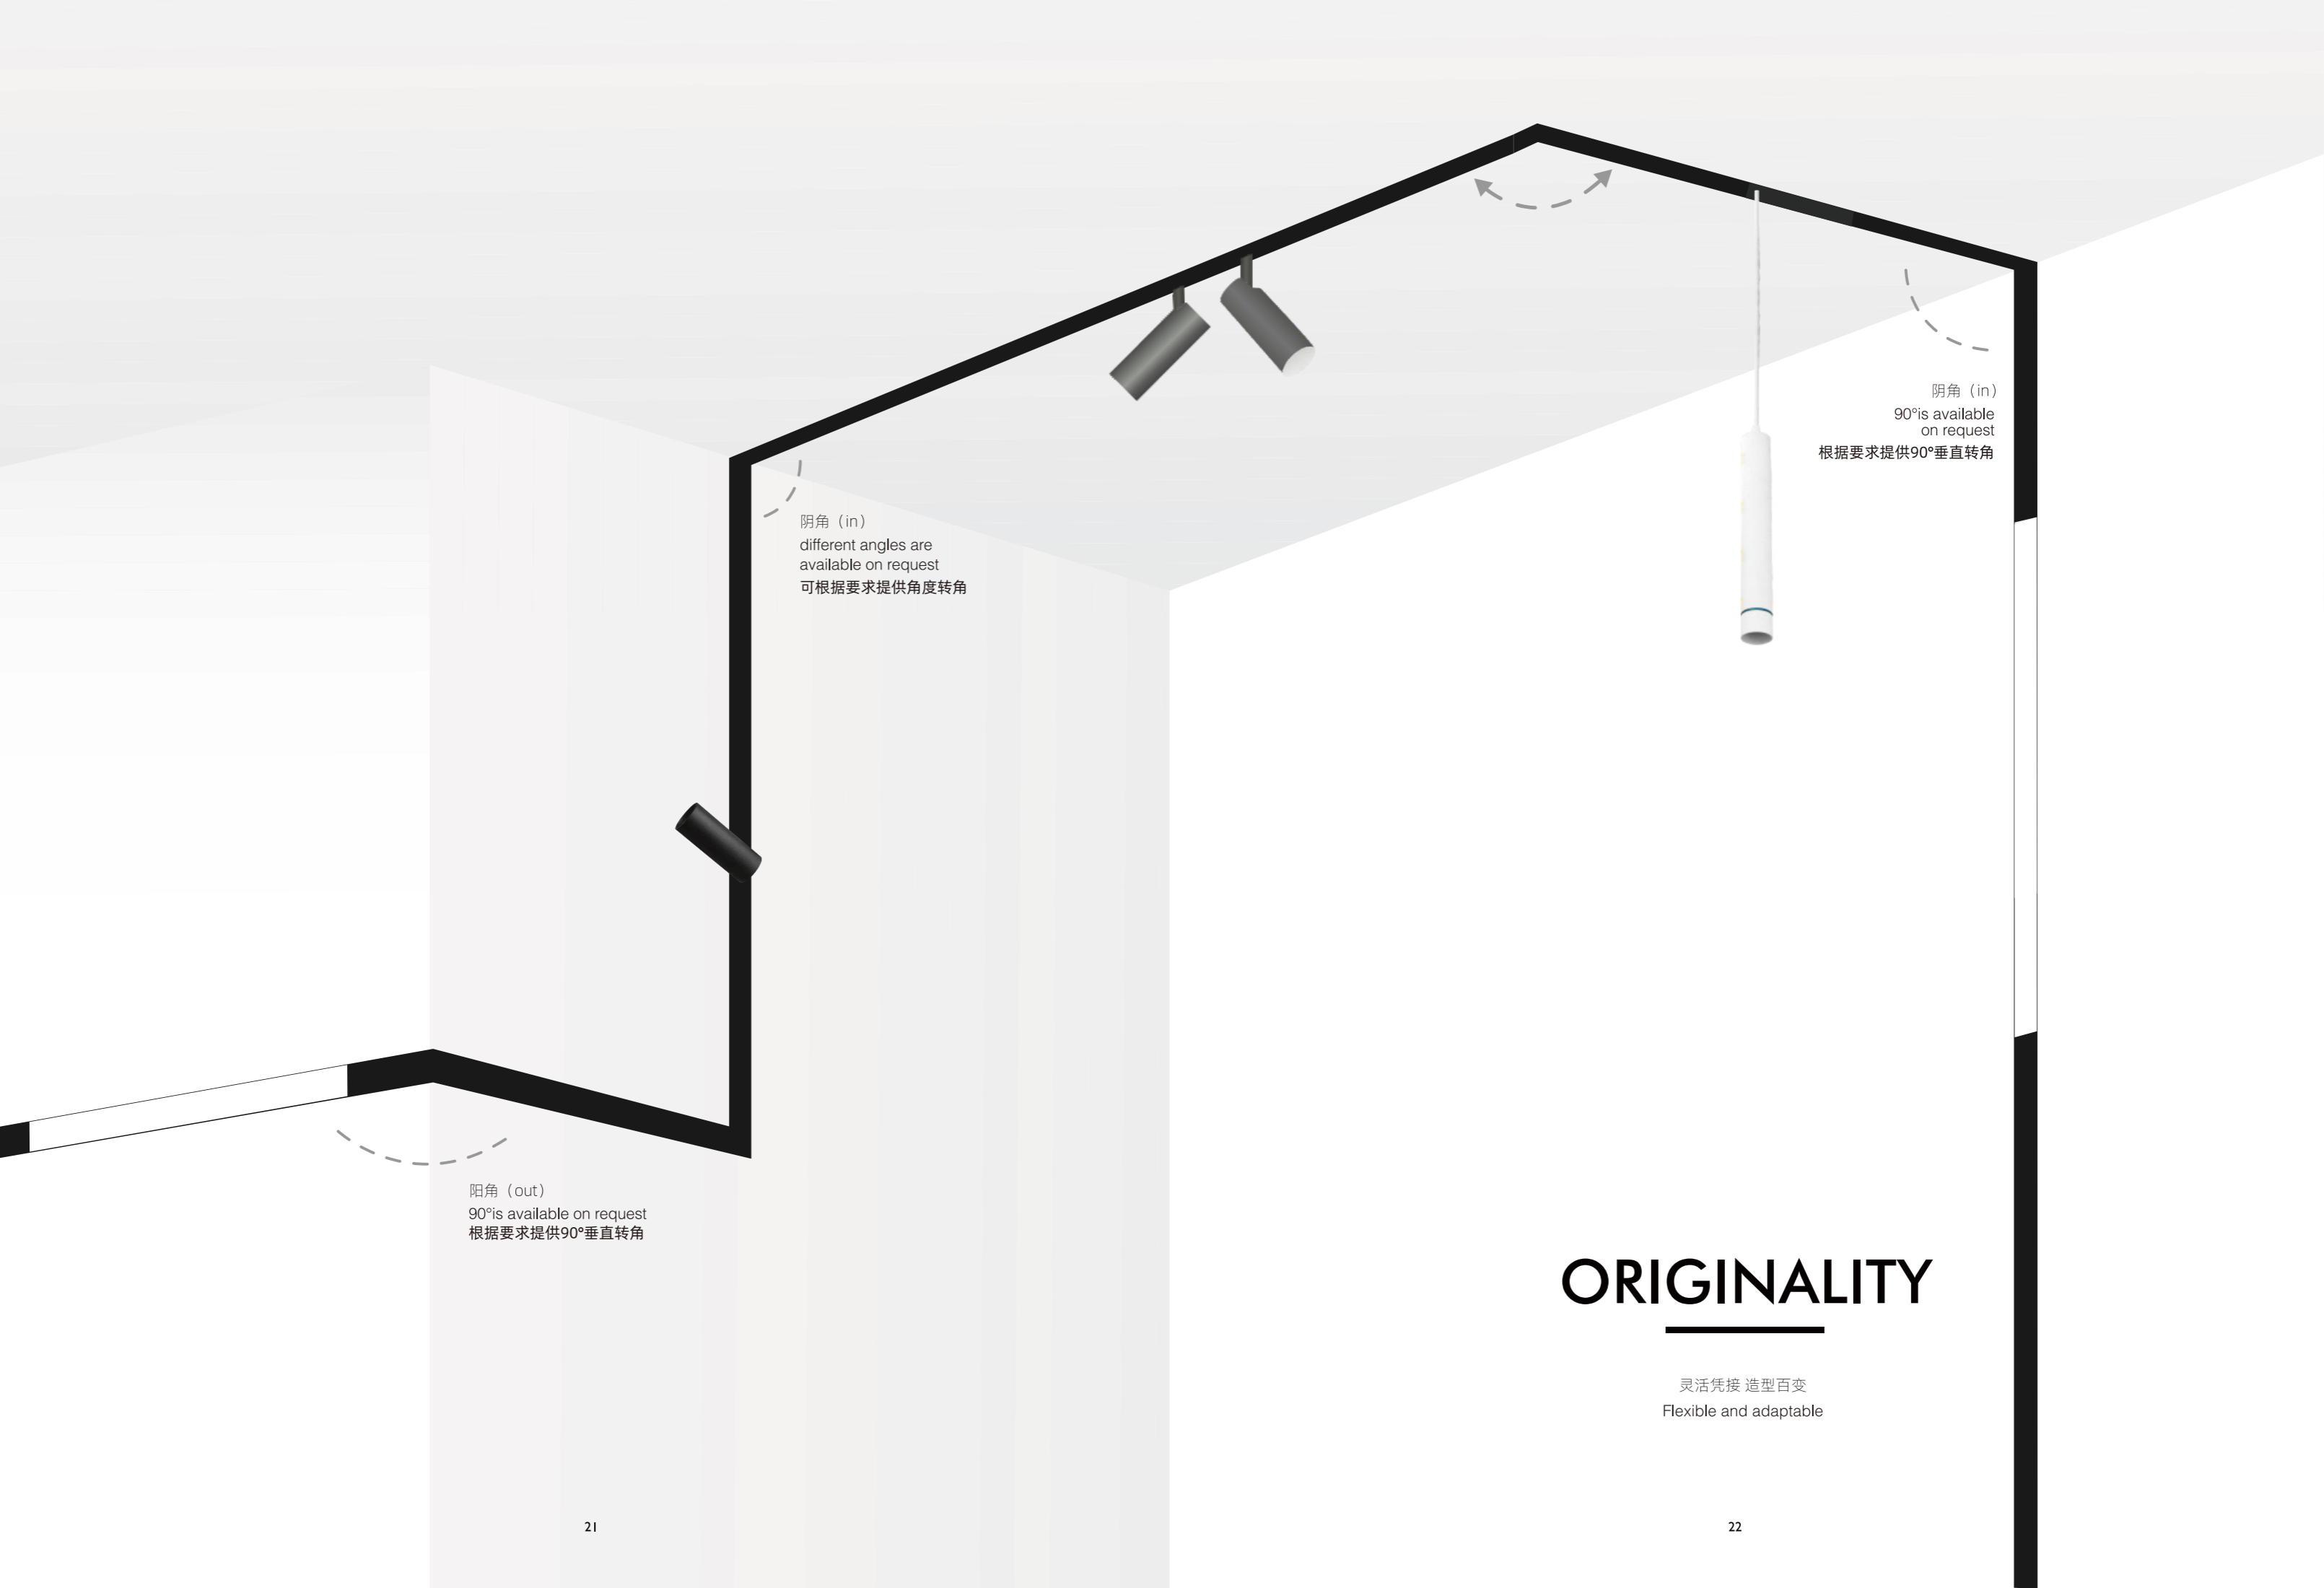 阴角（in）
different angles are
available on request
可根据要求提供角度转角
阳角（out）
90°is available on request
根据要求提供90°垂直转角
21
阴角（in）
90°is available
on request
根据要求提供90°垂直转角
ORIGINALITY
灵活凭接 造型百变
Flexible and adaptable
22